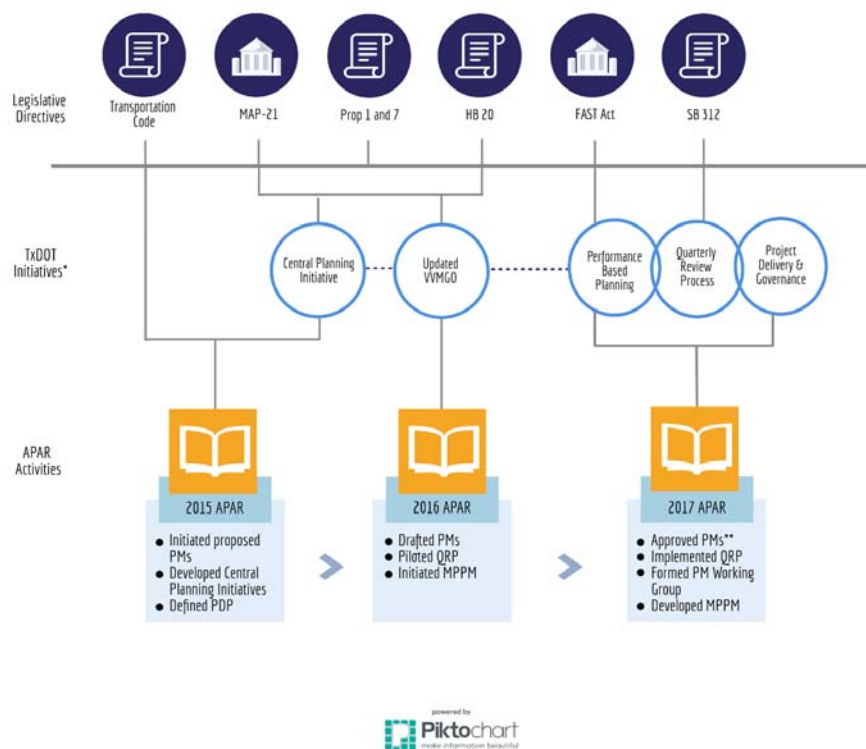 Legislative
Directives
Transportation
Code
MAP-21
Prop 1 and 7
HB 20
FAST Act
SB 312
TxDOT
Initiatives*
Central Planning
Initiative
Updated
VVMGO
Performance
Based
Planning
Quarterly
Review
Process
Project
Delivery &
Governance
APAR
Activities
2015 APAR
● Initiated proposed
PMs
● Developed Central
Planning Initiatives
● Defined PDP
>
2016 APAR
● Drafted PMs
● Piloted QRP
● Initiated MPPM
>
2017 APAR
● Approved PMs**
● Implemented QRP
● Formed PM Working
Group
● Developed MPPM
powered by
Piktochart
make information beautiful